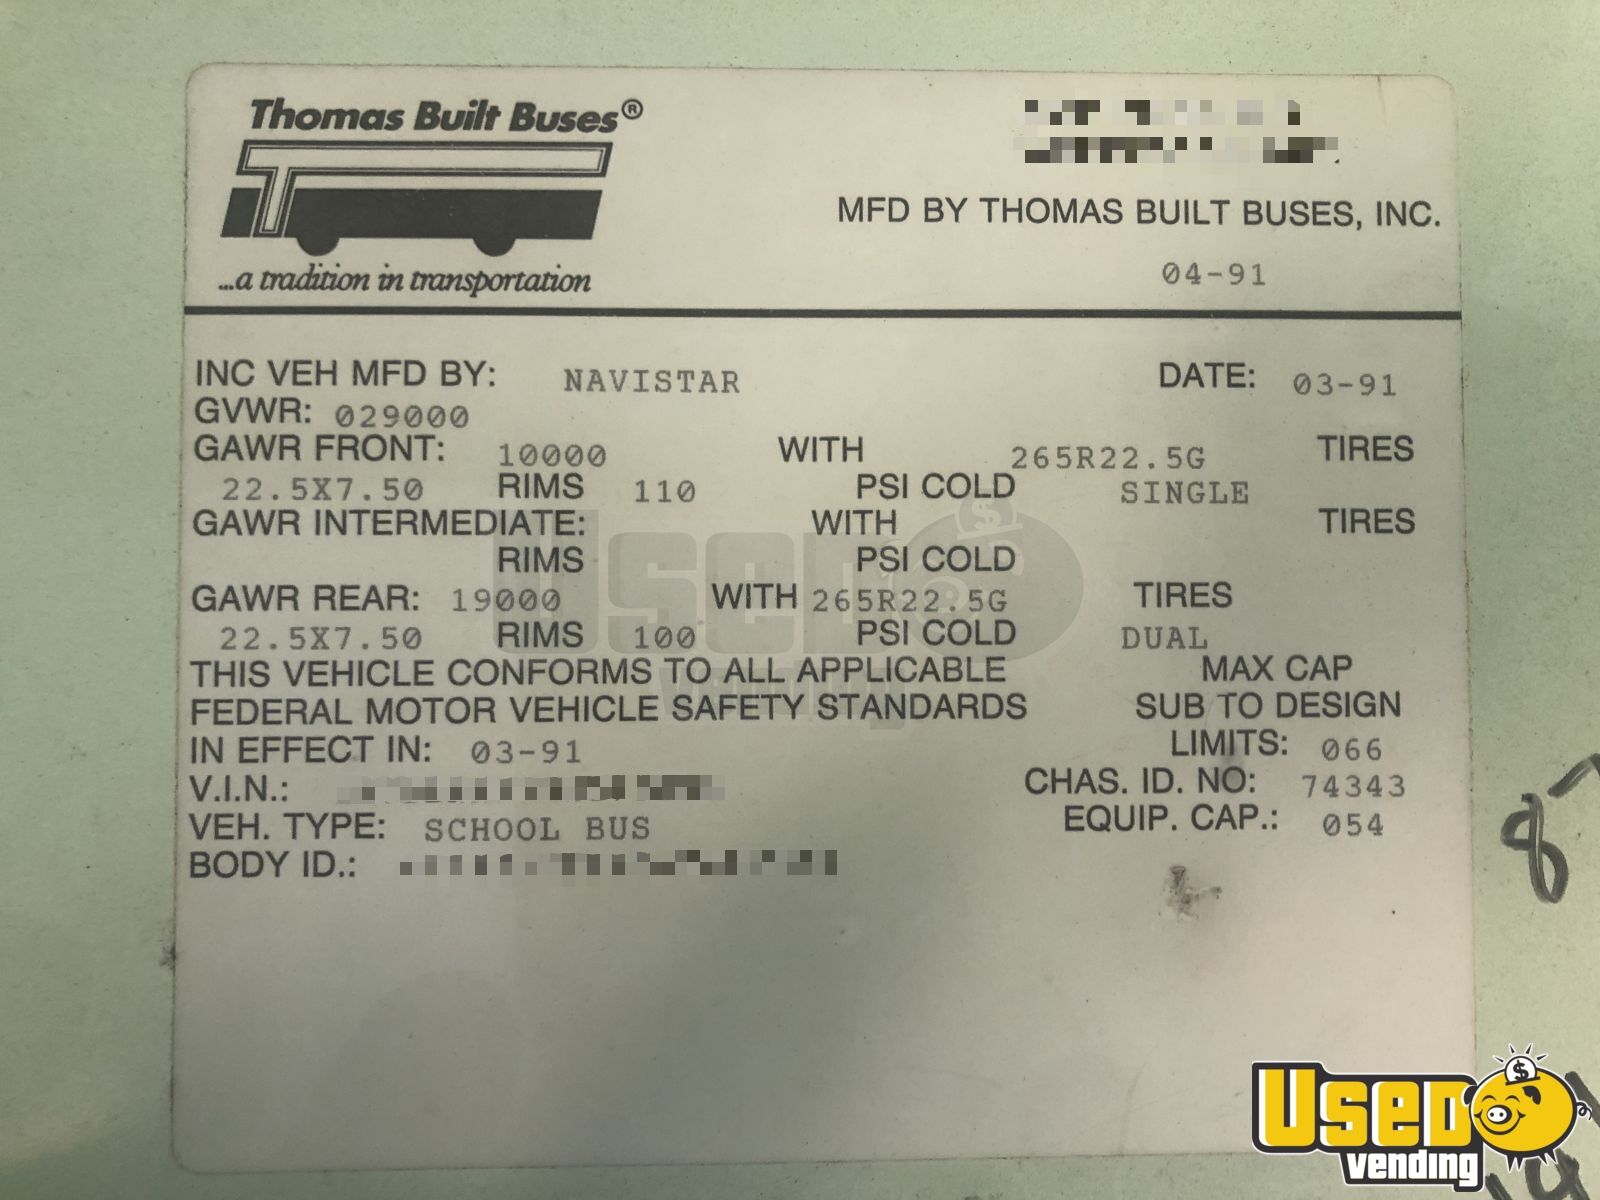 Thomas Built Buses®
...a tradition in transportation
MFD BY THOMAS BUILT BUSES, INC.
04-91
INC VEH MFD BY: NAVISTAR DATE: 03-91
GVWR: 029000
GAWR FRONT: 10000 WITH 265R22.5G TIRES
22.5X7.50 RIMS 110 PSI COLD SINGLE
GAWR INTERMEDIATE: WITH TIRES
RIMS PSI COLD
GAWR REAR: 19000 WITH 265R22.5G TIRES
22.5X7.50 RIMS 100 PSI COLD DUAL
THIS VEHICLE CONFORMS TO ALL APPLICABLE MAX CAP
FEDERAL MOTOR VEHICLE SAFETY STANDARDS SUB TO DESIGN
IN EFFECT IN: 03-91 LIMITS: 066
V.I.N.: CHAS. ID. NO: 74343
VEH. TYPE: SCHOOL BUS EQUIP. CAP.: 054
BODY ID.:
8
USED
vending